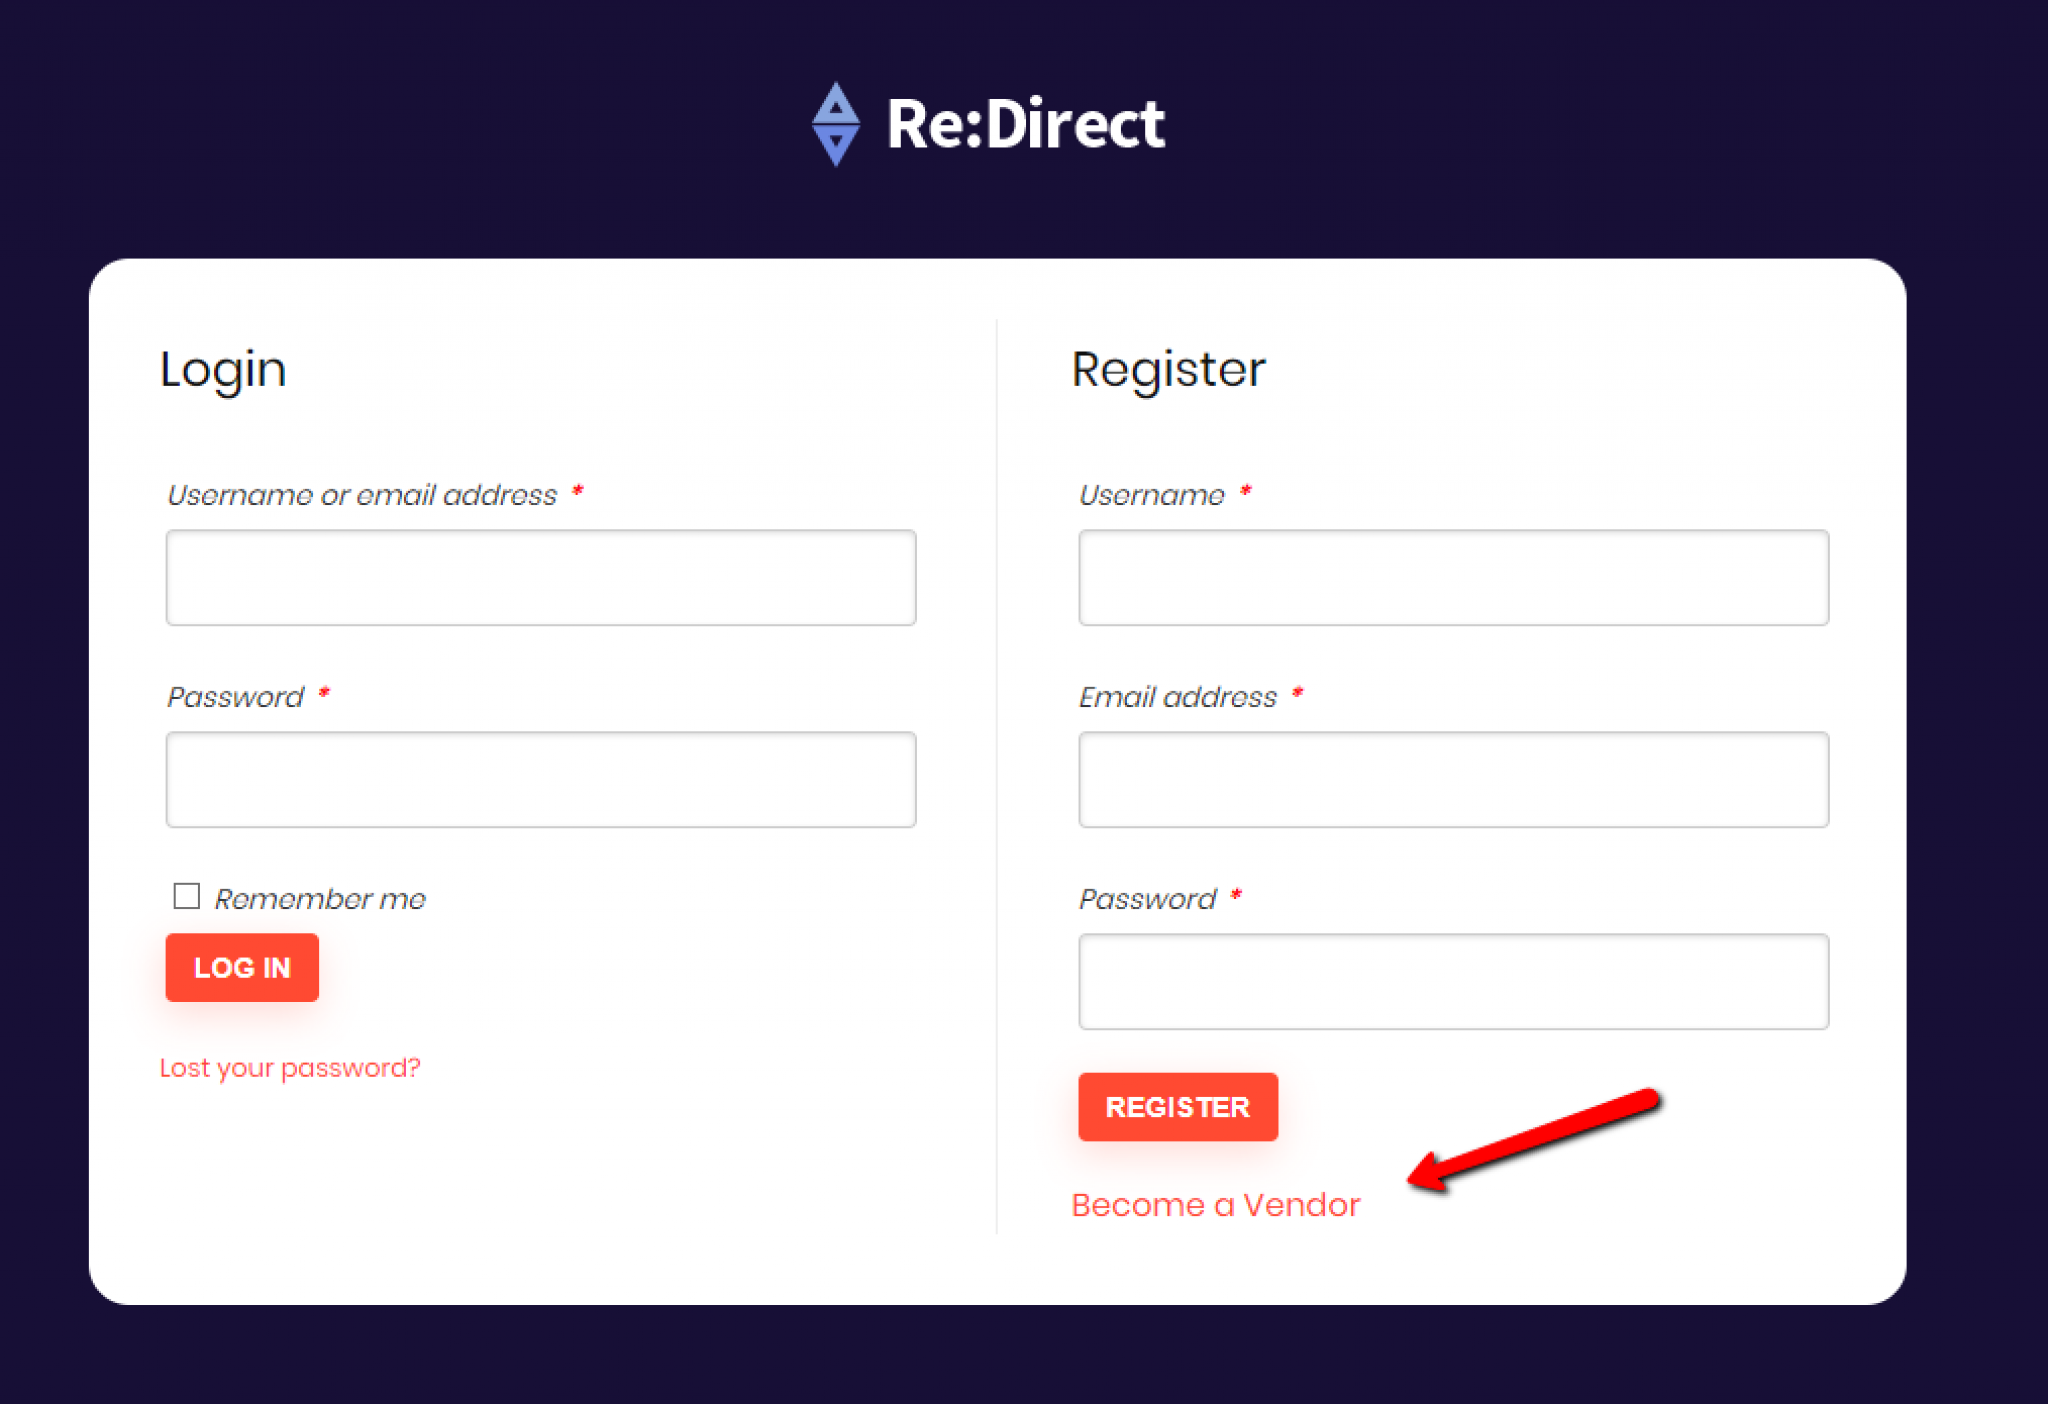 Re:Direct
Login
Username or email address *
Password *
Remember me
LOG IN
Lost your password?
Register
Username *
Email address *
Password *
REGISTER
Become a Vendor